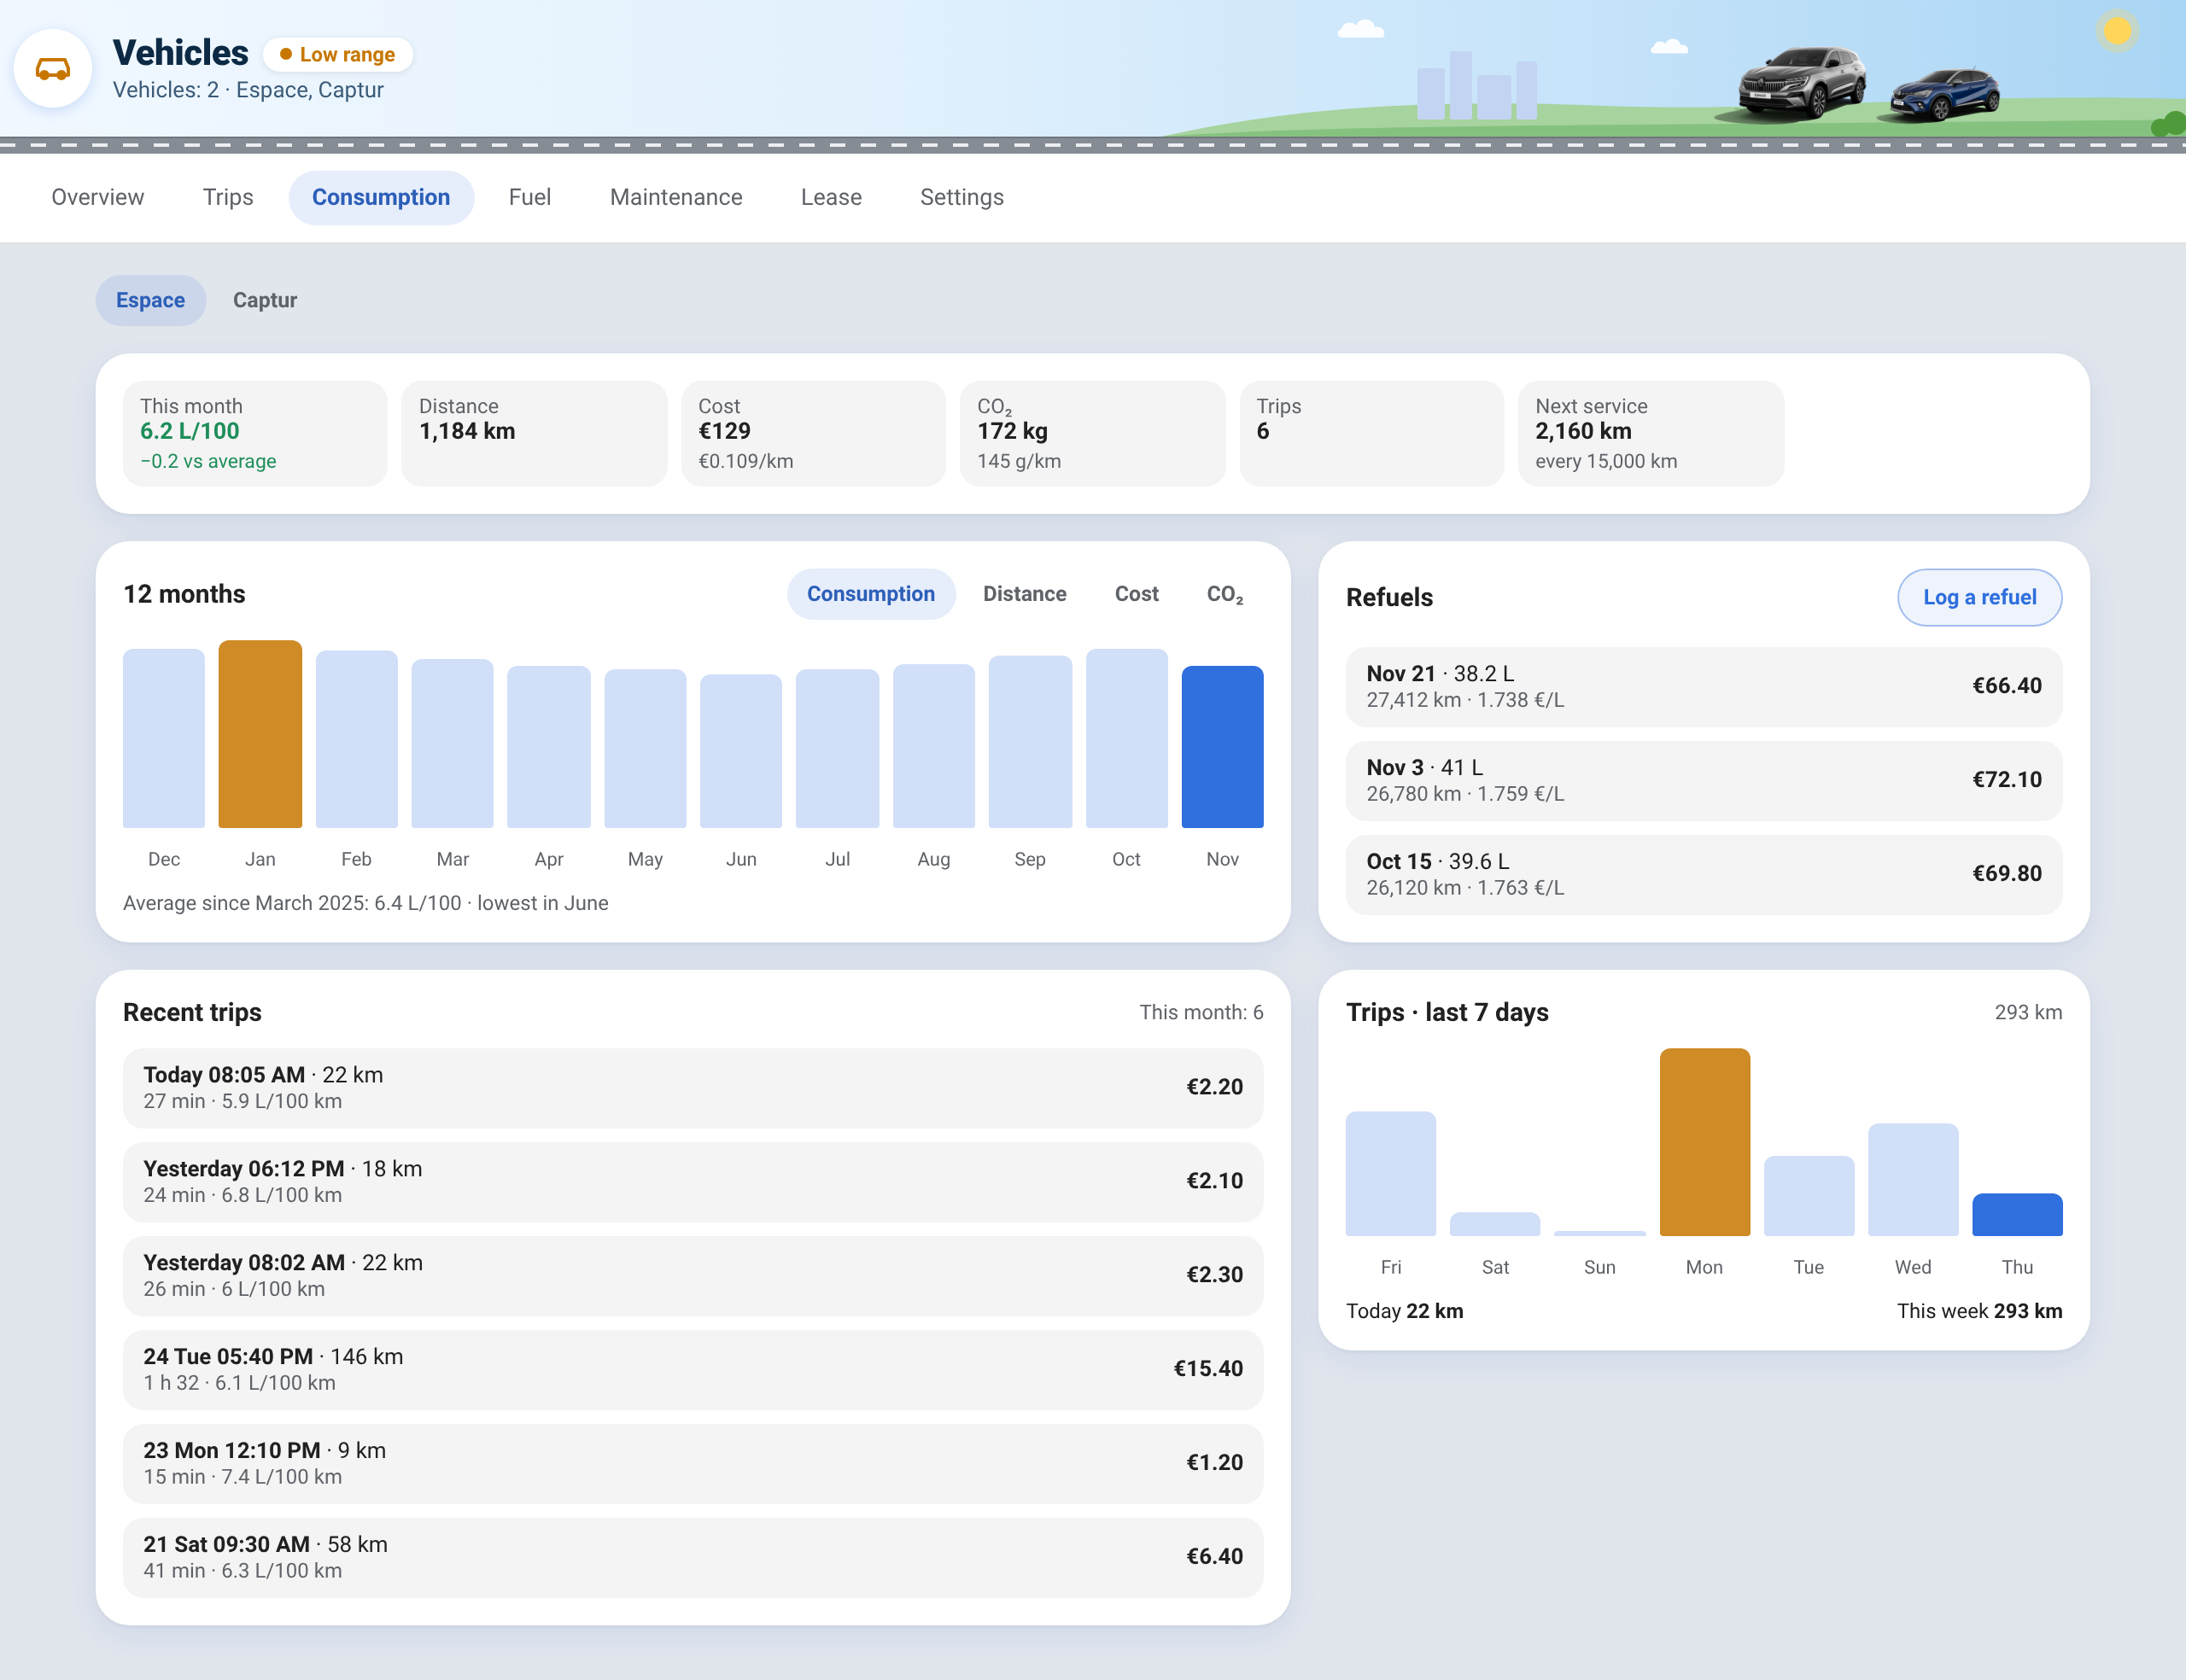 Vehicles
Low range
Vehicles: 2 · Espace, Captur
Overview
Trips
Consumption
Fuel
Maintenance
Lease
Settings
Espace
Captur
This month
6.2 L/100
−0.2 vs average
Distance
1,184 km
Cost
€129
€0.109/km
CO₂
172 kg
145 g/km
Trips
6
Next service
2,160 km
every 15,000 km
12 months
Consumption
Distance
Cost
CO₂
Dec
Jan
Feb
Mar
Apr
May
Jun
Jul
Aug
Sep
Oct
Nov
Average since March 2025: 6.4 L/100 · lowest in June
Refuels
Log a refuel
Nov 21 · 38.2 L
27,412 km · 1.738 €/L
€66.40
Nov 3 · 41 L
26,780 km · 1.759 €/L
€72.10
Oct 15 · 39.6 L
26,120 km · 1.763 €/L
€69.80
Recent trips
This month: 6
Today 08:05 AM · 22 km
27 min · 5.9 L/100 km
€2.20
Yesterday 06:12 PM · 18 km
24 min · 6.8 L/100 km
€2.10
Yesterday 08:02 AM · 22 km
26 min · 6 L/100 km
€2.30
24 Tue 05:40 PM · 146 km
1 h 32 · 6.1 L/100 km
€15.40
23 Mon 12:10 PM · 9 km
15 min · 7.4 L/100 km
€1.20
21 Sat 09:30 AM · 58 km
41 min · 6.3 L/100 km
€6.40
Trips · last 7 days
293 km
Fri
Sat
Sun
Mon
Tue
Wed
Thu
Today 22 km
This week 293 km